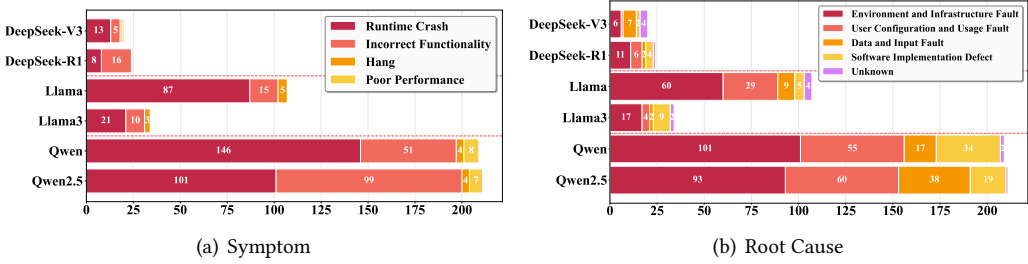 DeepSeek-V3 13 5
DeepSeek-R1 8 16
Llama 87 15 5
Llama3 21 10 3
Qwen 146 51 4 8
Qwen2.5 101 99 4 7
0 25 50 75 100 125 150 175 200
Runtime Crash
Incorrect Functionality
Hang
Poor Performance
(a) Symptom
DeepSeek-V3 6 7 2 4
DeepSeek-R1 11 6 2 4
Llama 60 29 9 5 4
Llama3 17 4 2 9 2
Qwen 101 55 17 34 2
Qwen2.5 93 60 38 19
0 25 50 75 100 125 150 175 200
Environment and Infrastructure Fault
User Configuration and Usage Fault
Data and Input Fault
Software Implementation Defect
Unknown
(b) Root Cause